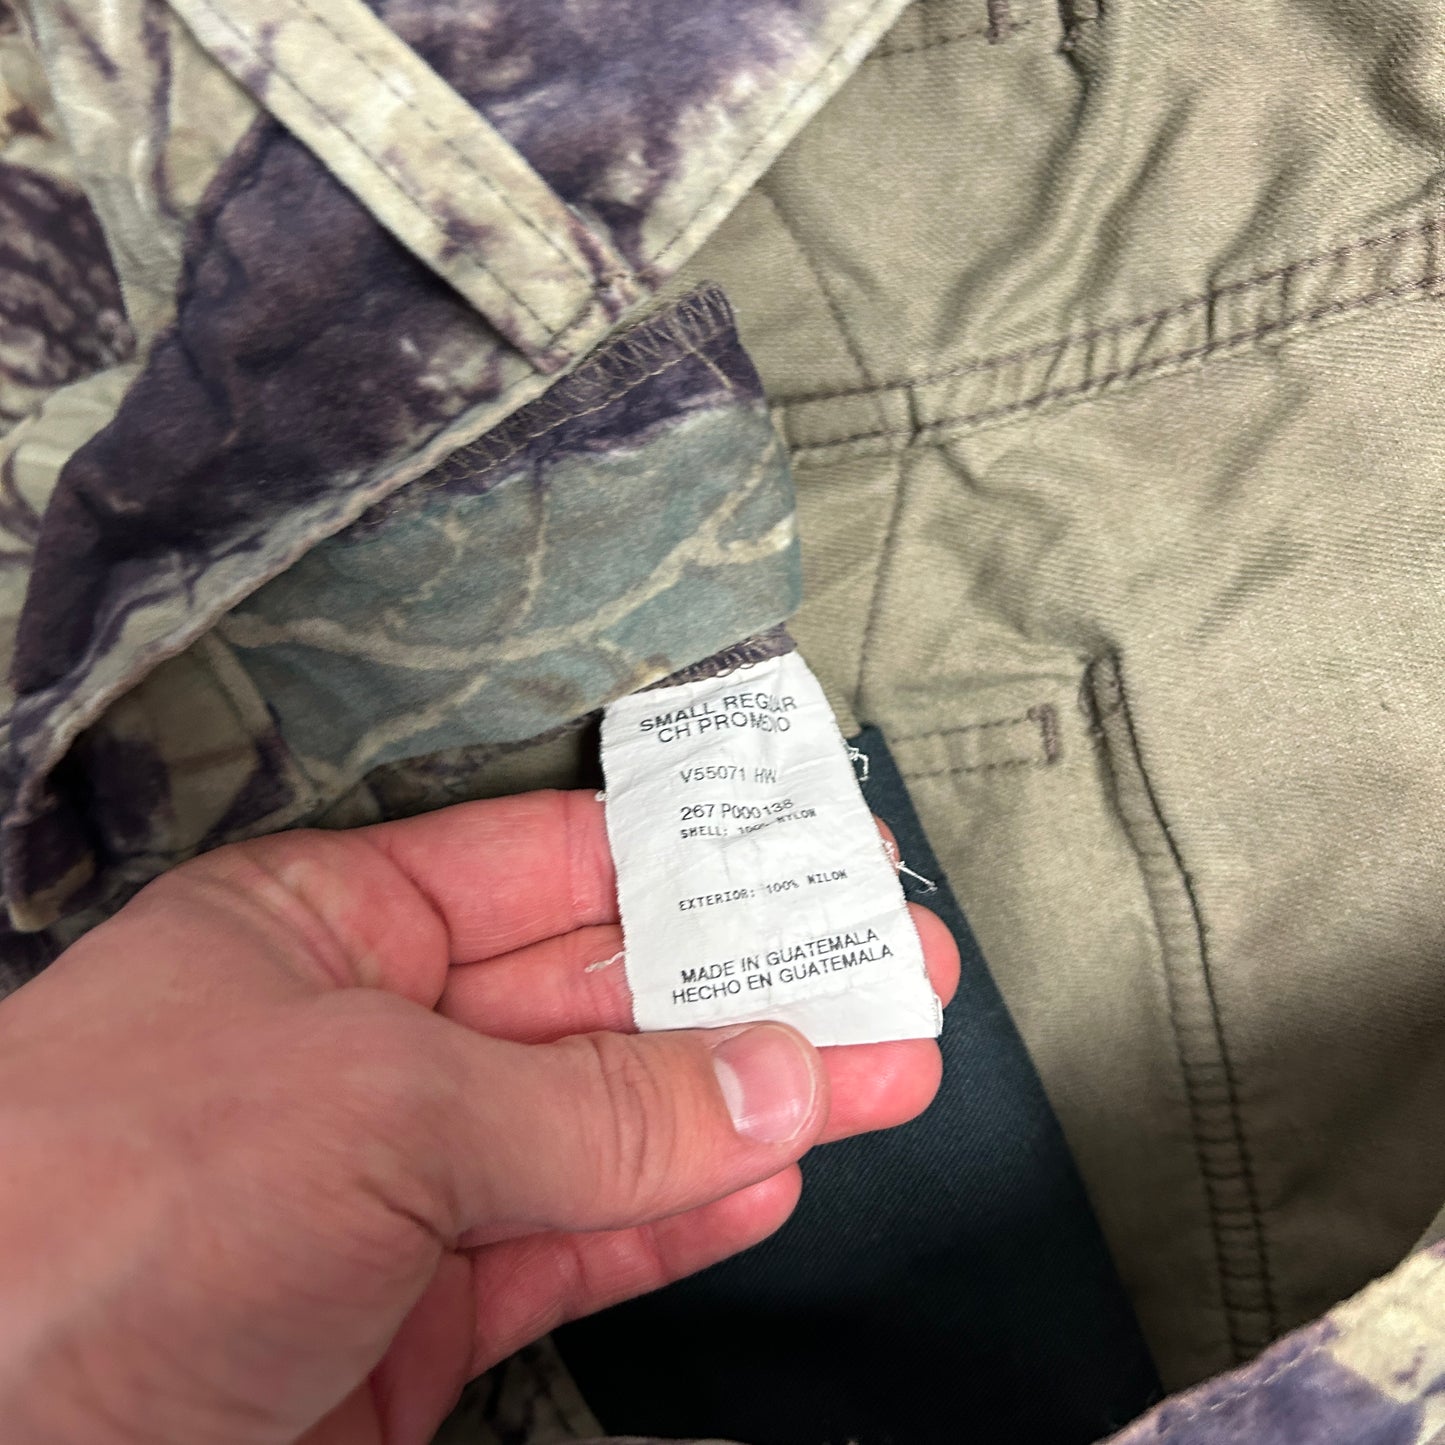 SMALL REGULAR
CH PROMEDIO
V55071 HW
267 P000138
SHELL: 100% NYLON
EXTERIOR: 100% NILON
MADE IN GUATEMALA
HECHO EN GUATEMALA